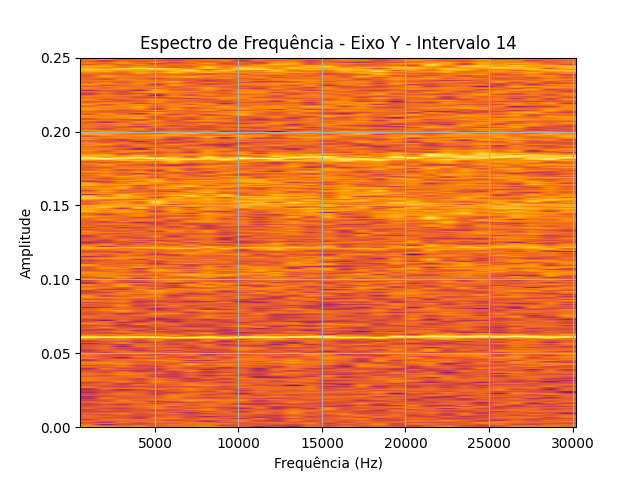 Espectro de Frequência - Eixo Y - Intervalo 14
0.25
0.20
0.15
0.10
0.05
0.00
Amplitude
5000 10000 15000 20000 25000 30000
Frequência (Hz)